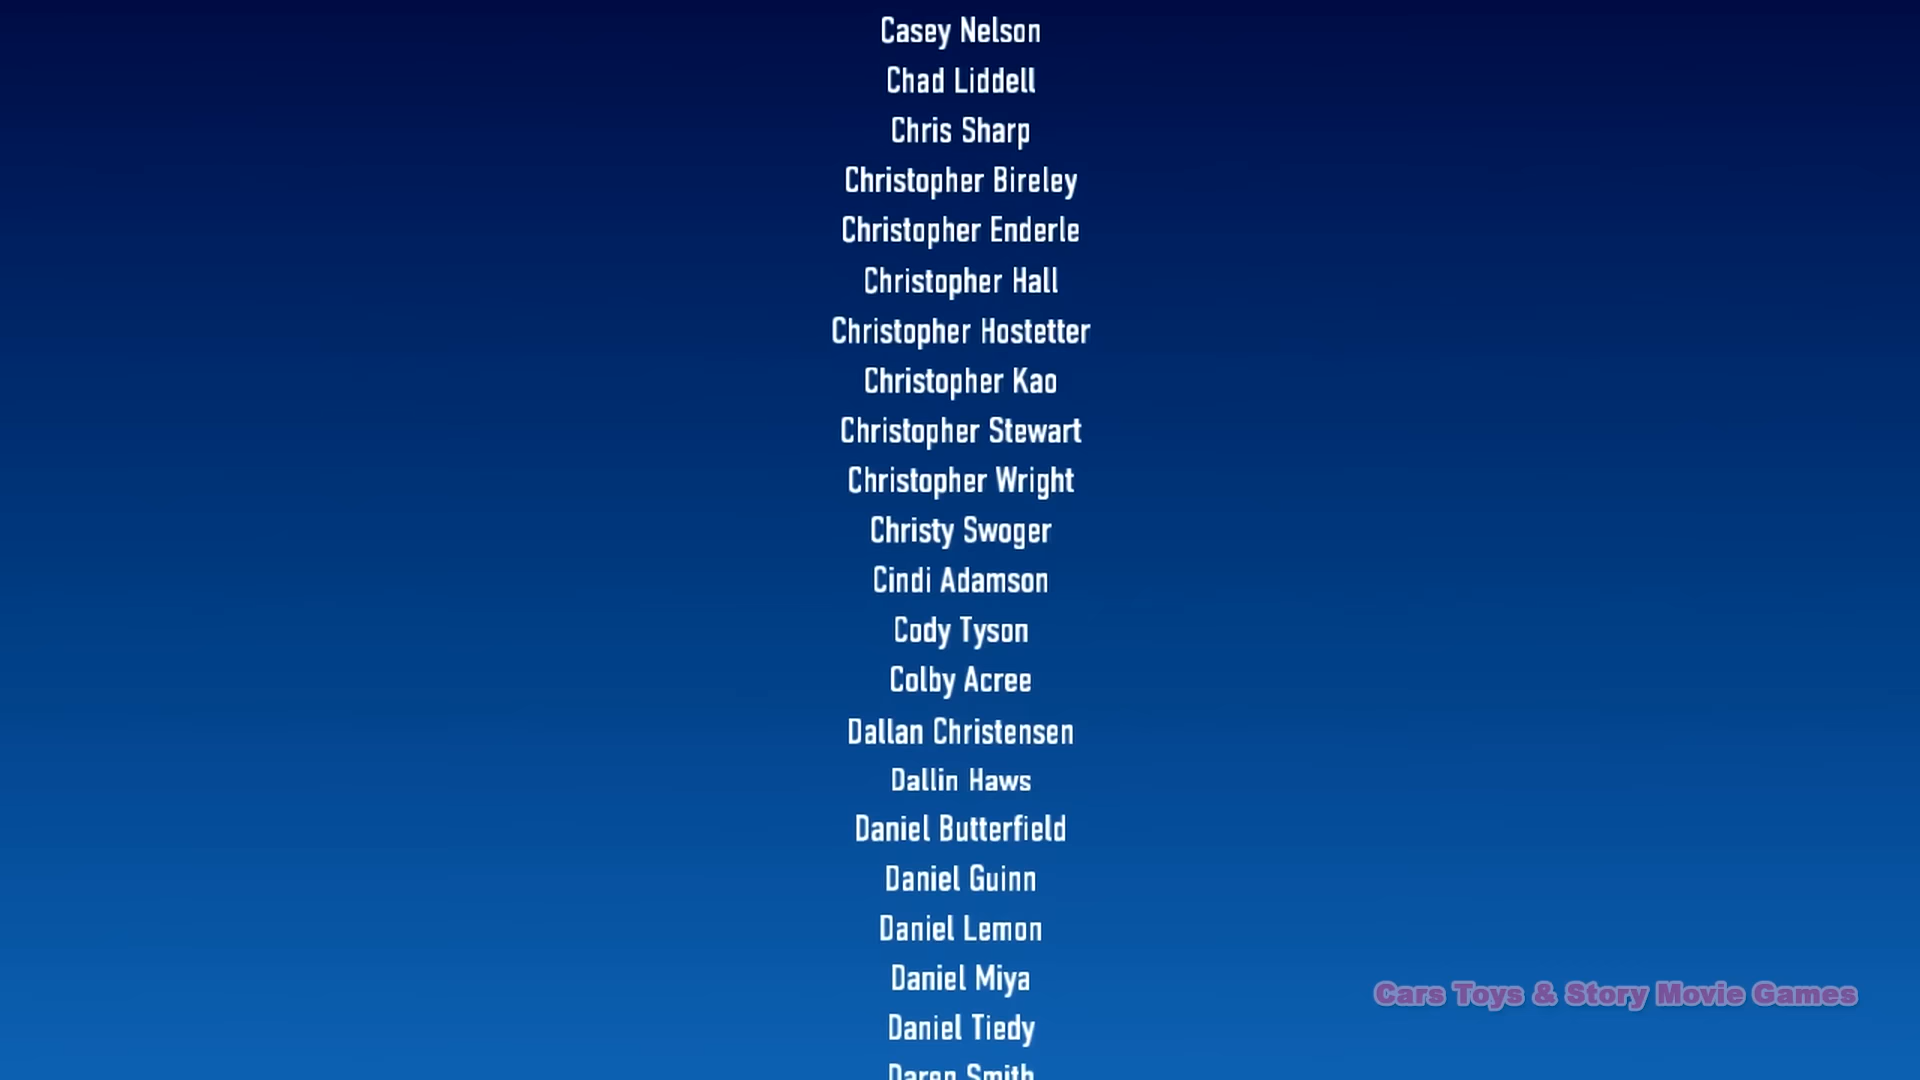 Casey Nelson
Chad Liddell
Chris Sharp
Christopher Bireley
Christopher Enderle
Christopher Hall
Christopher Hostetter
Christopher Kao
Christopher Stewart
Christopher Wright
Christy Swoger
Cindi Adamson
Cody Tyson
Colby Acree
Dallan Christensen
Dallin Haws
Daniel Butterfield
Daniel Guinn
Daniel Lemon
Daniel Miya
Cars Toys & Story Movie Games
Daniel Tiedy
Daren Smith